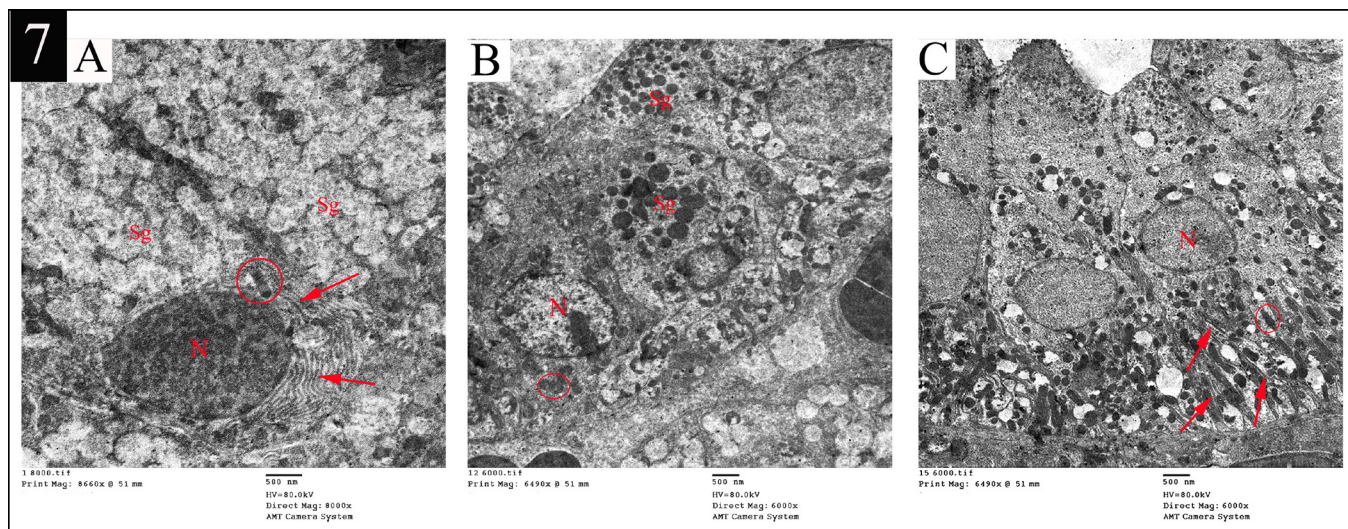 7
A
Sg
Sg
N
1 8000.tif
Print Mag: 8660x @ 51 mm
500 nm
HV=80.0kV
Direct Mag: 8000x
AMT Camera System
B
Sg
Sg
N
12 6000.tif
Print Mag: 6490x @ 51 mm
500 nm
HV=80.0kV
Direct Mag: 6000x
AMT Camera System
C
N
15 6000.tif
Print Mag: 6490x @ 51 mm
500 nm
HV=80.0kV
Direct Mag: 6000x
AMT Camera System